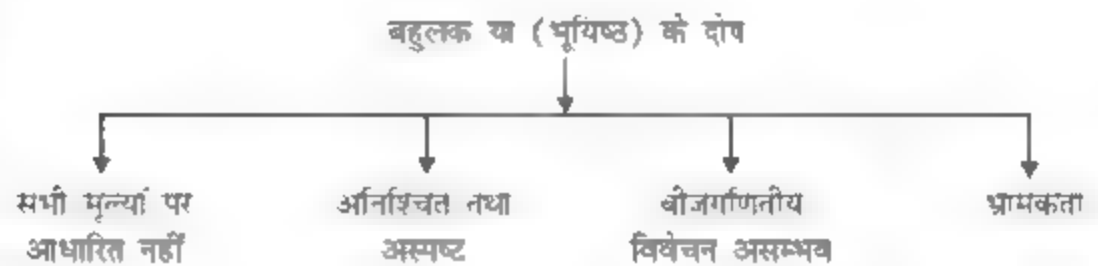 बहुलक या (भूयिष्ठ) के दोष
सभी मूल्यों पर
आधारित नहीं
अनिश्चित तथा
अस्पष्ट
बीजगणितीय
विवेचन असम्भव
भ्रामकता